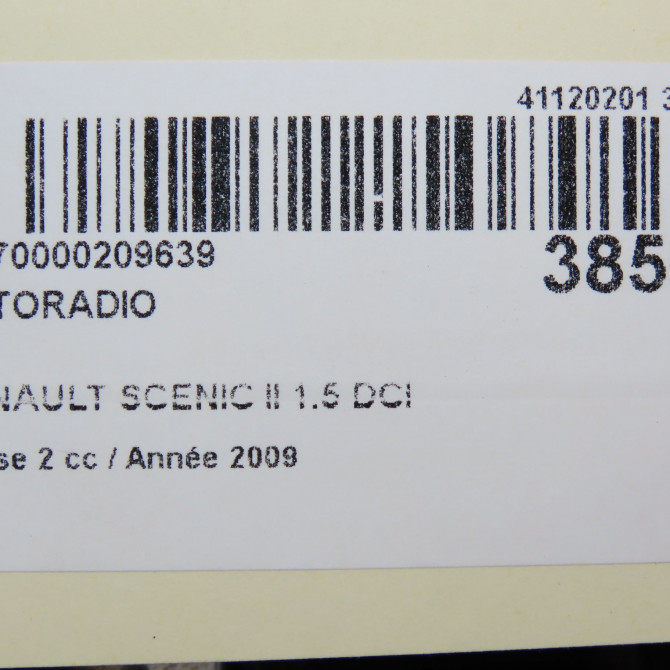 41120201 3
70000209639
385
TORADIO
NAULT SCENIC II 1.5 DCI
se 2 cc / Année 2009